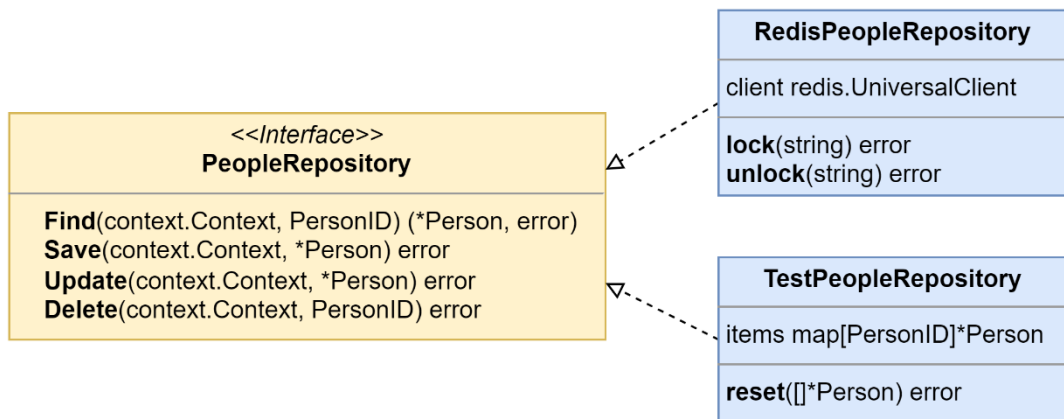 <<Interface>>
PeopleRepository
Find(context.Context, PersonID) (*Person, error)
Save(context.Context, *Person) error
Update(context.Context, *Person) error
Delete(context.Context, PersonID) error
RedisPeopleRepository
client redis.UniversalClient
lock(string) error
unlock(string) error
TestPeopleRepository
items map[PersonID]*Person
reset([]*Person) error